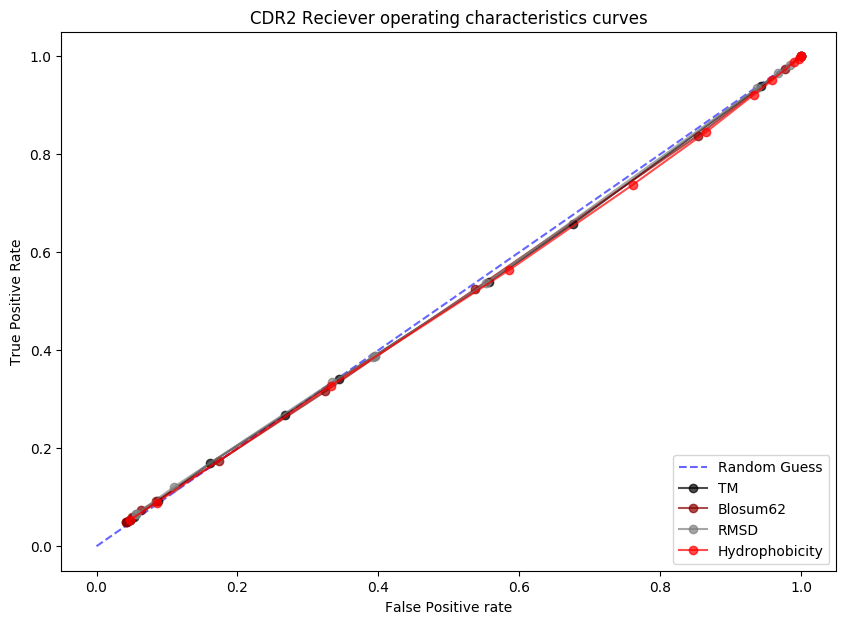 CDR2 Reciever operating characteristics curves
True Positive Rate
1.0
0.8
0.6
0.4
0.2
0.0
0.0
0.2
0.4
0.6
0.8
1.0
False Positive rate
Random Guess
TM
Blosum62
RMSD
Hydrophobicity